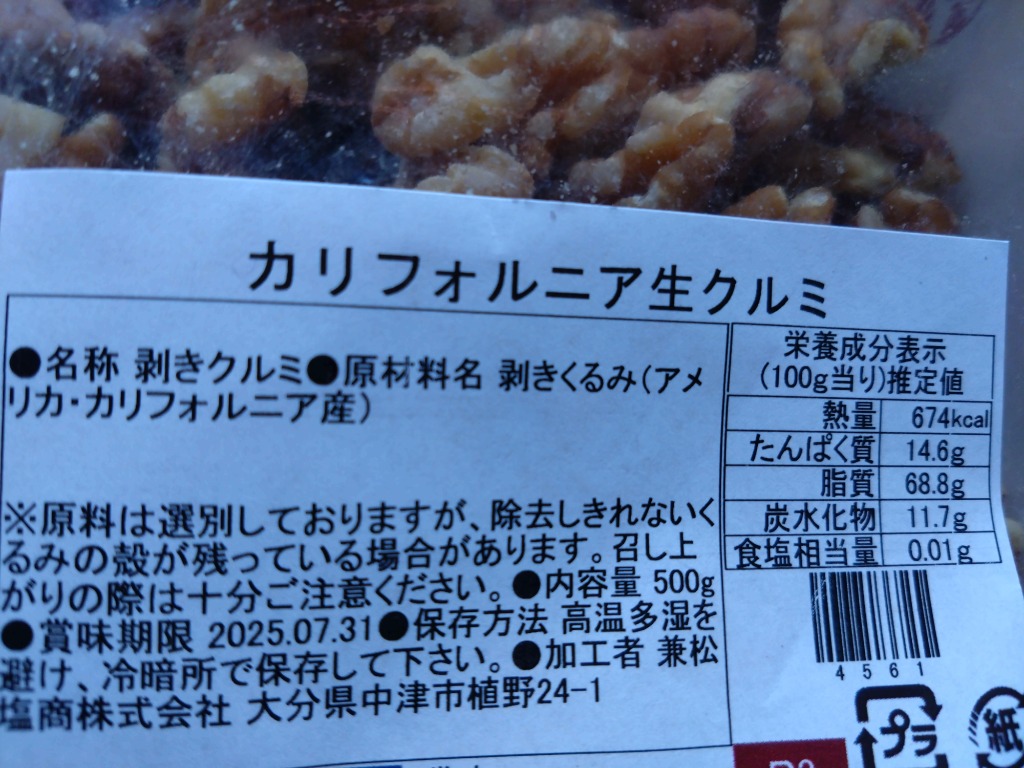 カリフォルニア生クルミ
●名称 剥きクルミ●原材料名 剥きくるみ(アメ
リカ・カリフォルニア産)
※原料は選別しておりますが、除去しきれないく
るみの殻が残っている場合があります。召し上
がりの際は十分ご注意ください。●内容量 500g
●賞味期限 2025.07.31●保存方法 高温多湿を
避け、冷暗所で保存して下さい。●加工者 兼松
塩商株式会社 大分県中津市植野24-1
栄養成分表示
(100g当り)推定値
熱量 674kcal
たんぱく質 14.6g
脂質 68.8g
炭水化物 11.7g
食塩相当量 0.01g
4561
プラ
紙